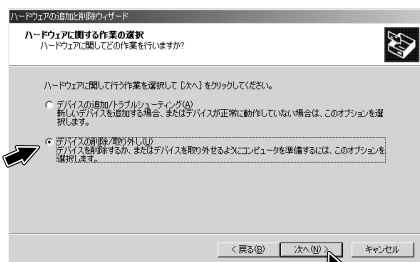 ハードウェアの追加と削除ウィザード
ハードウェアに関する作業の選択
ハードウェアに関してどの作業を行いますか?
ハードウェアに関して行う作業を選択して [次へ] をクリックしてください。
デバイスの追加/トラブルシューティング(A)
新しいデバイスを追加する場合、またはデバイスが正常に動作していない場合は、このオプションを選
択します。
デバイスの削除/取り外し(U)
デバイスを削除するか、またはデバイスを取り外せるようにコンピュータを準備するには、このオプションを
選択します。
< 戻る(B) 次へ(N) > キャンセル